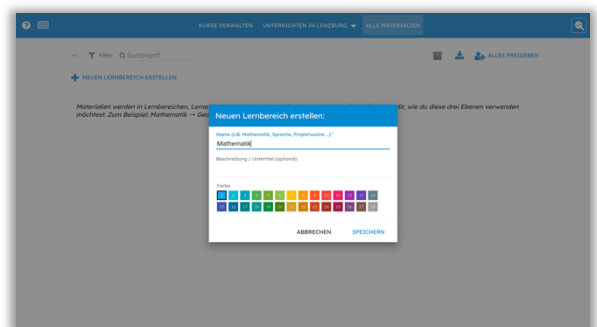 KURSE VERWALTEN UNTERRICHTEN IN LENZBURG ALLE MATERIALIEN
Filter Suchbegriff ALLES FREIGEBEN
NEUEN LERNBEREICH ERSTELLEN
Materialien werden in Lernbereichen, Lerne dir, wie du diese drei Ebenen verwenden
möchtest. Zum Beispiel: Mathematik → Geo
Neuen Lernbereich erstellen:
Name (z.B. Mathematik, Sprache, Projektwoche ...) *
Mathematik
Beschreibung / Untertitel (optional)
Farbe
ABBRECHEN SPEICHERN